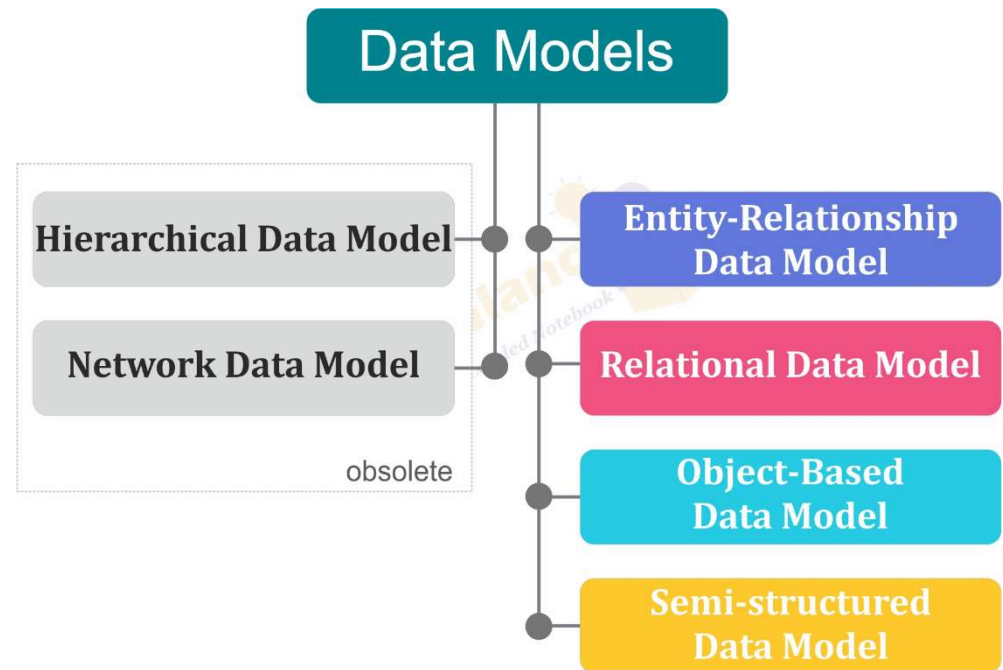 Data Models
Hierarchical Data Model
Network Data Model
obsolete
Entity-Relationship
Data Model
Relational Data Model
Object-Based
Data Model
Semi-structured
Data Model
Notebook